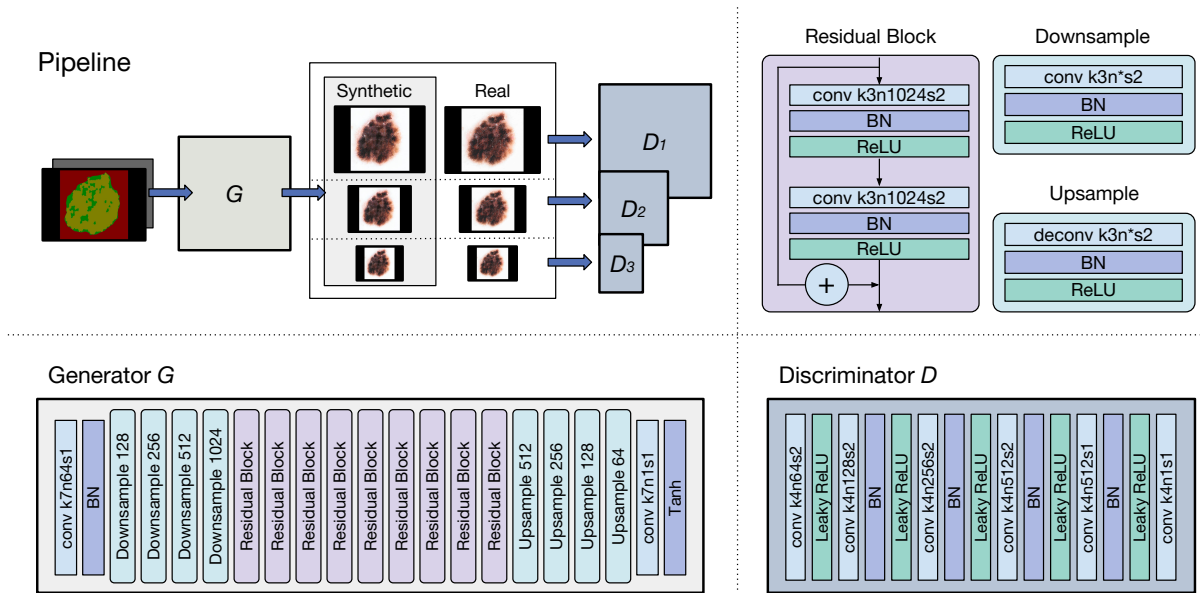 Pipeline
G
Synthetic
Real
D1
D2
D3
Residual Block
conv k3n1024s2
BN
ReLU
conv k3n1024s2
BN
ReLU
+
Downsample
conv k3n*s2
BN
ReLU
Upsample
deconv k3n*s2
BN
ReLU
Generator G
conv k7n64s1
BN
Downsample 128
Downsample 256
Downsample 512
Downsample 1024
Residual Block
Residual Block
Residual Block
Residual Block
Residual Block
Residual Block
Residual Block
Residual Block
Residual Block
Upsample 512
Upsample 256
Upsample 128
Upsample 64
conv k7n1s1
Tanh
Discriminator D
conv k4n64s2
Leaky ReLU
conv k4n128s2
BN
Leaky ReLU
conv k4n256s2
BN
Leaky ReLU
conv k4n512s2
BN
Leaky ReLU
conv k4n512s1
BN
Leaky ReLU
conv k4n1s1